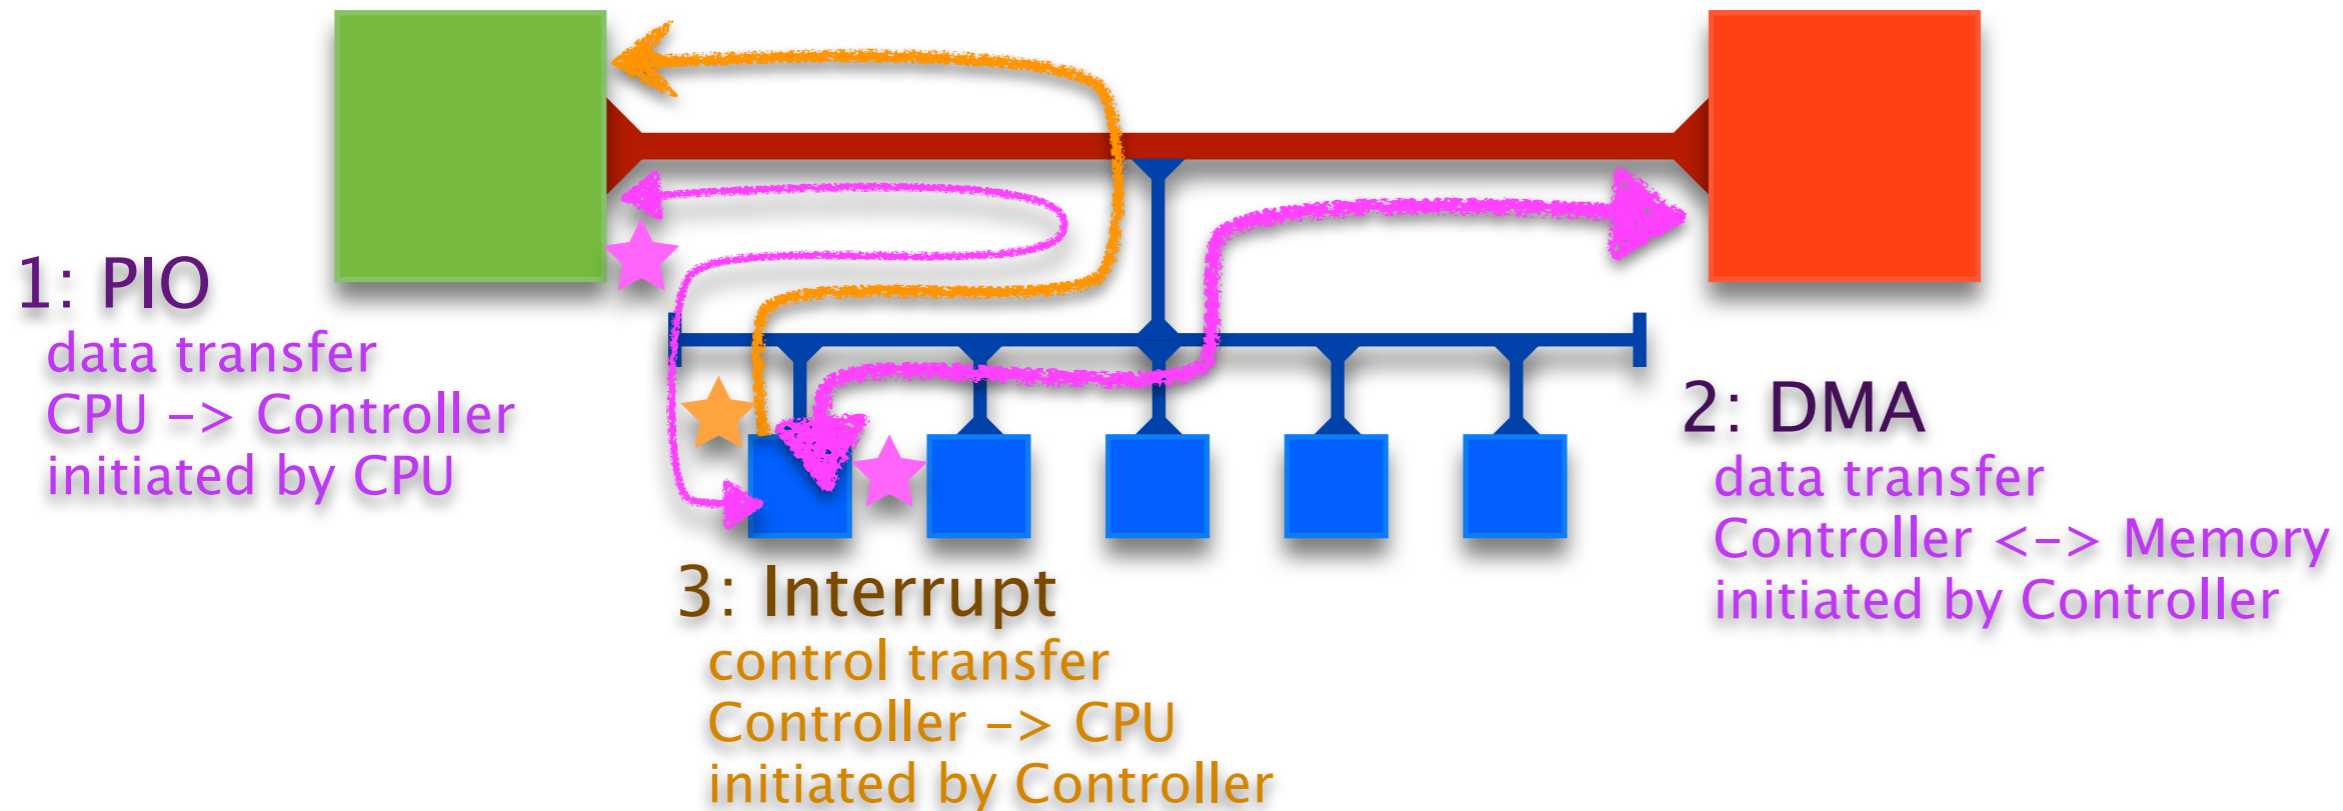 1: PIO
data transfer
CPU -> Controller
initiated by CPU
2: DMA
data transfer
Controller <-> Memory
initiated by Controller
3: Interrupt
control transfer
Controller -> CPU
initiated by Controller